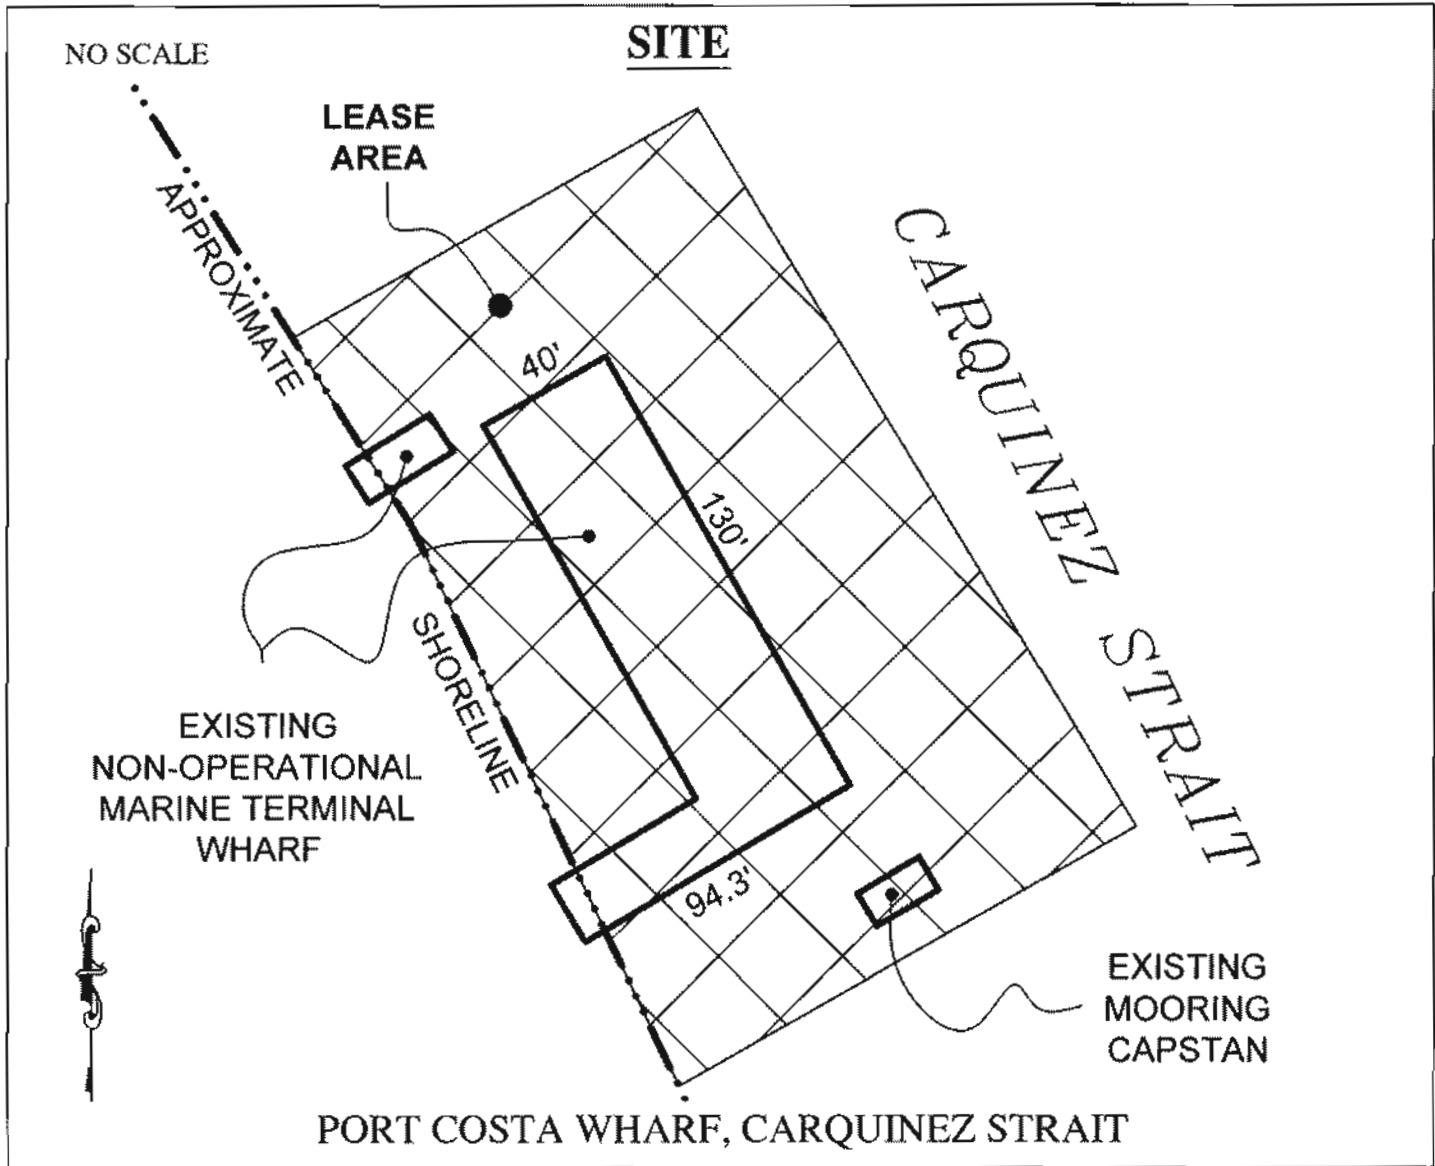 SITE
NO SCALE
LEASE
AREA
APPROXIMATE
SHORELINE
40'
130'
94.3'
CARQUINEZ STRAIT
EXISTING
NON-OPERATIONAL
MARINE TERMINAL
WHARF
EXISTING
MOORING
CAPSTAN
PORT COSTA WHARF, CARQUINEZ STRAIT